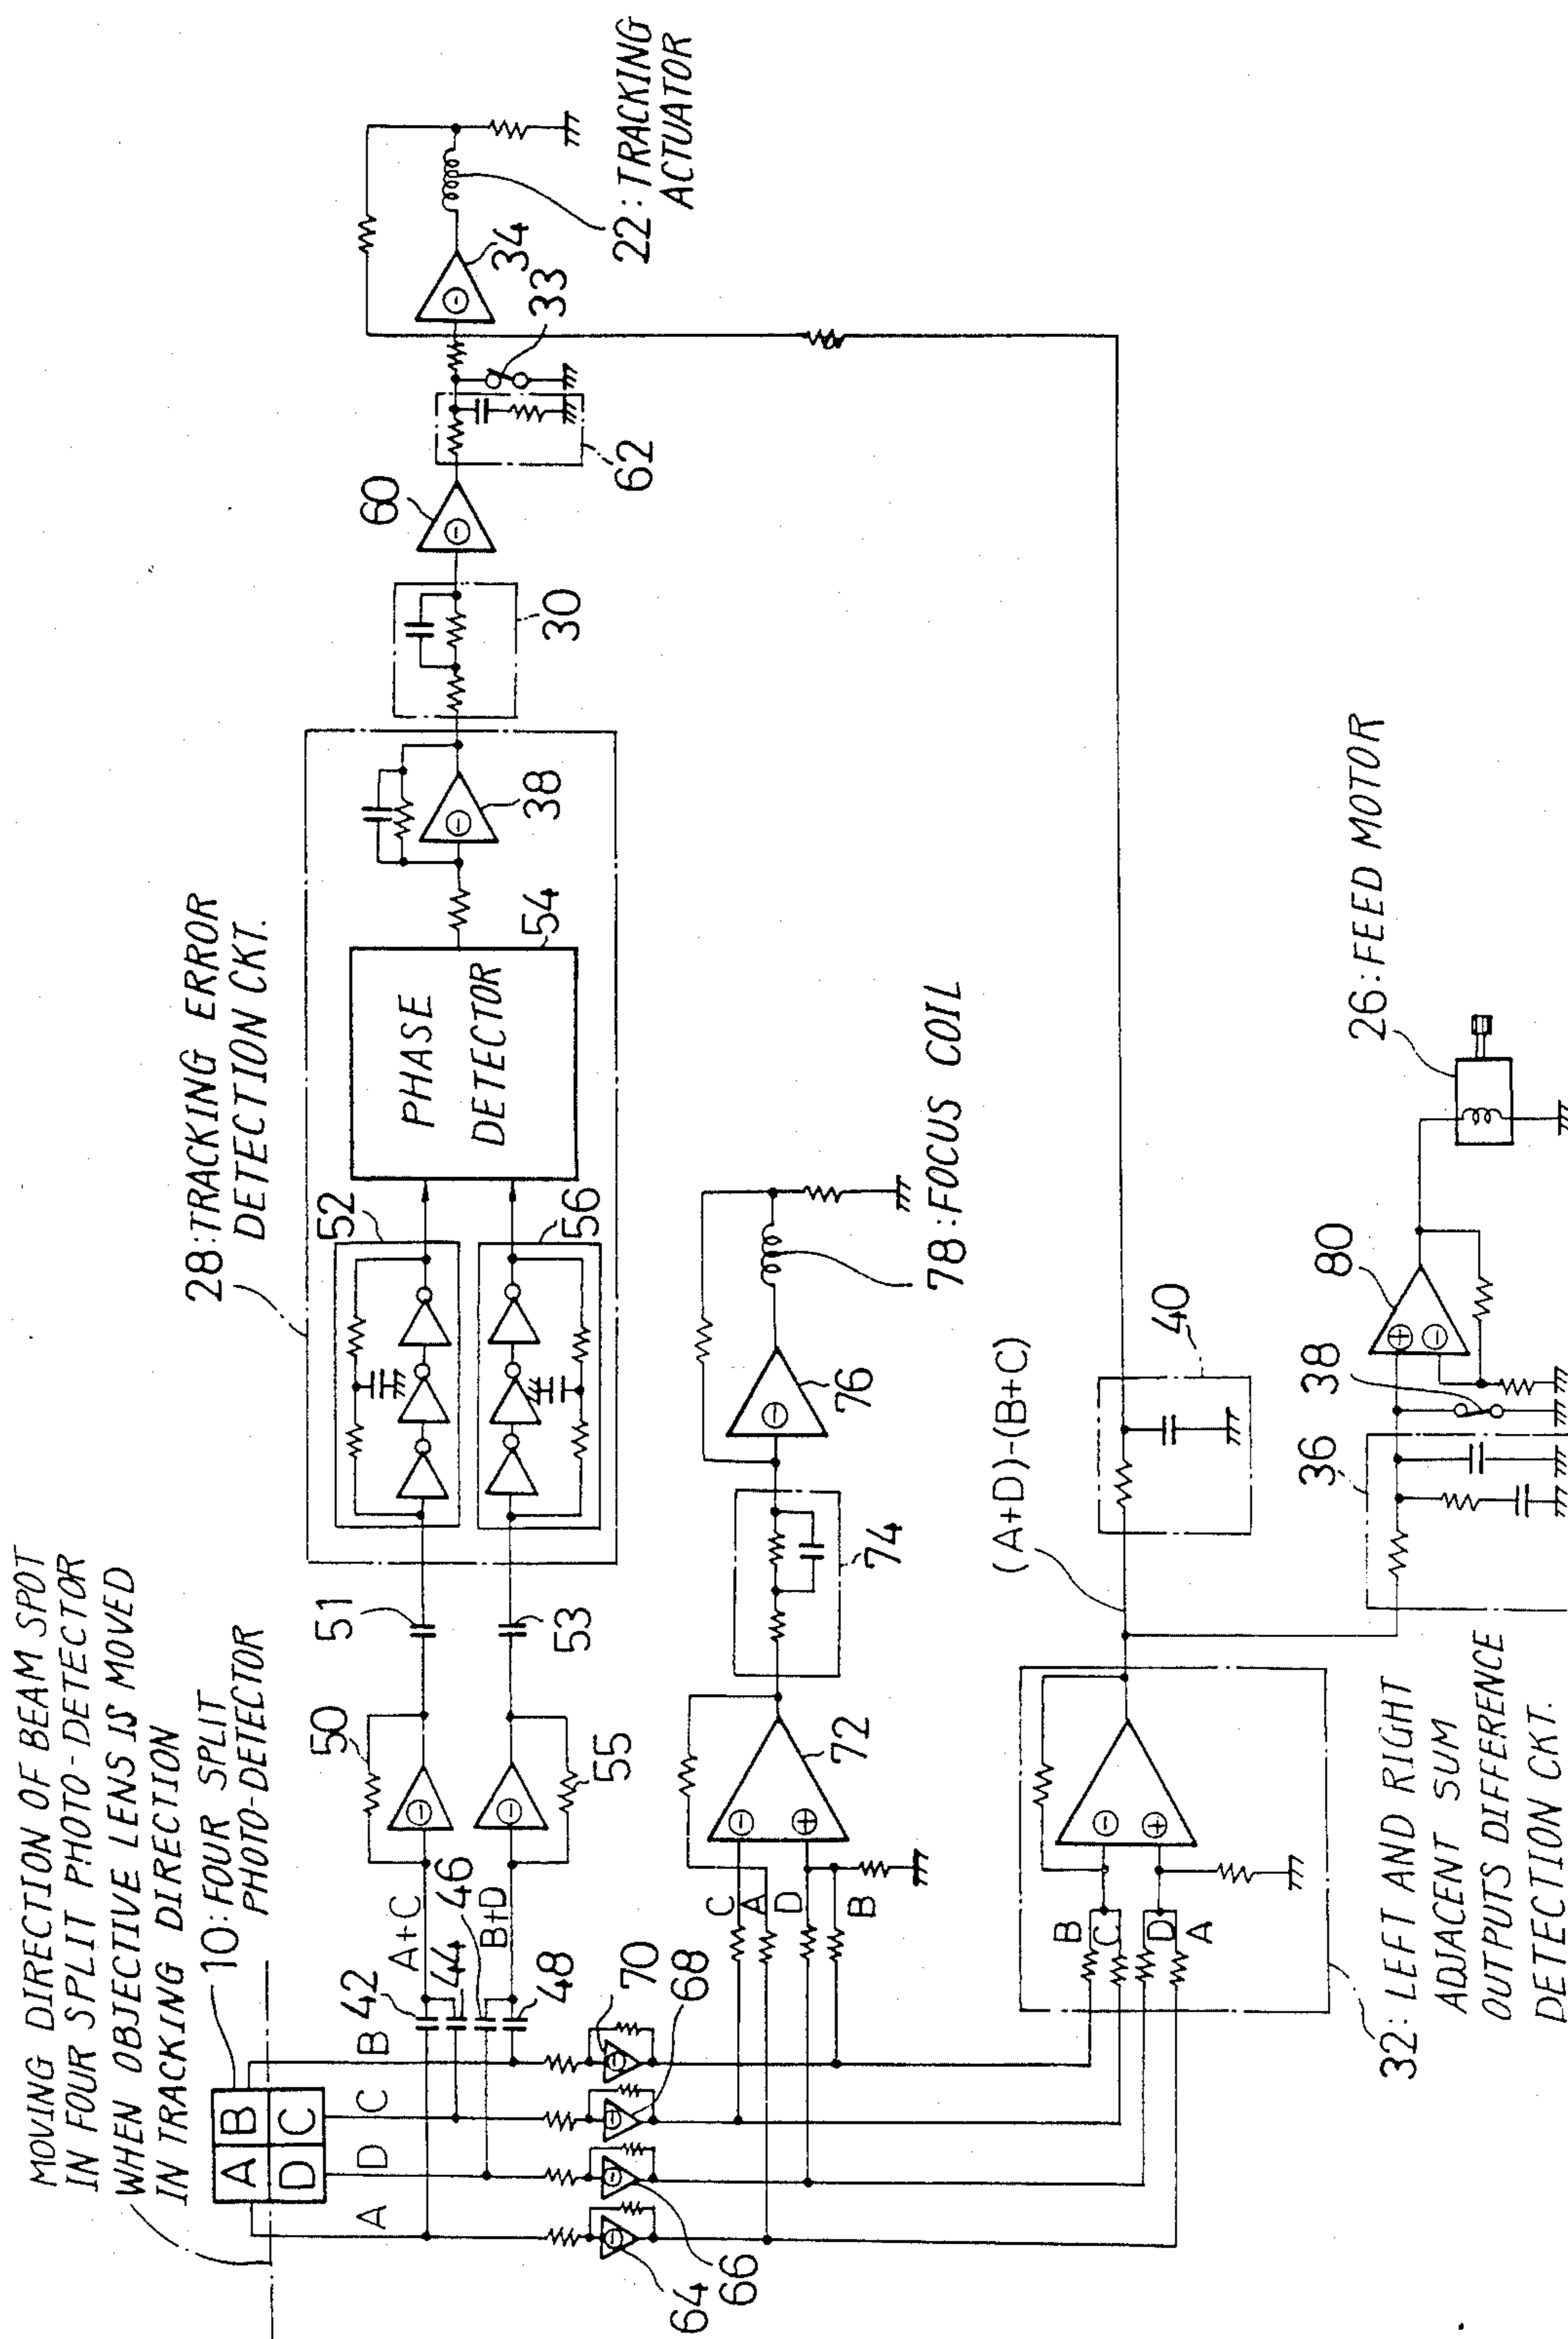 MOVING DIRECTION OF BEAM SPOT
IN FOUR SPLIT PHOTO-DETECTOR
WHEN OBJECTIVE LENS IS MOVED
IN TRACKING DIRECTION
10: FOUR SPLIT
PHOTO-DETECTOR
A B
D C
A
D
C
B
42
44
46
48
A+C
B+D
50
55
51
53
28: TRACKING ERROR
DETECTION CKT.
52
56
PHASE
DETECTOR
54
38
30
60
62
33
34
22: TRACKING
ACTUATOR
64
66
68
70
C
A
D
B
72
74
76
78: FOCUS COIL
B
C
D
A
32: LEFT AND RIGHT
ADJACENT SUM
OUTPUTS DIFFERENCE
DETECTION CKT.
(A+D)-(B+C)
40
36
38
80
26: FEED MOTOR